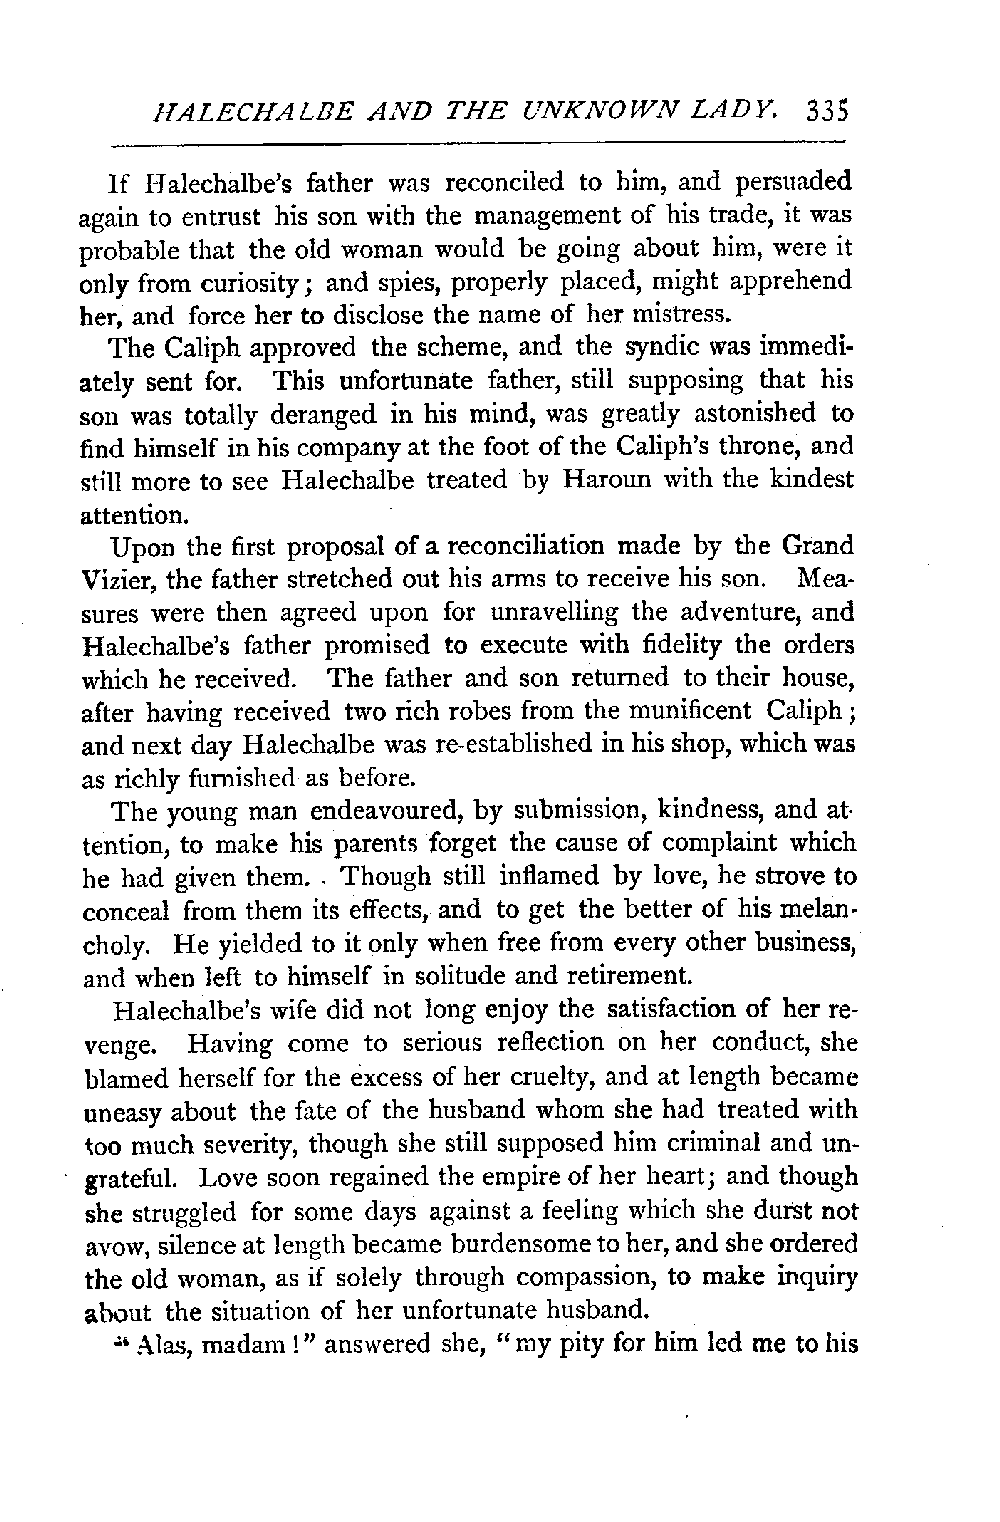 HALECHALBE AND THE UNKNOWN LADY. 335
If Halechalbe's father was reconciled to him, and persuaded
again to entrust his son with the management of his trade, it was
probable that the old woman would be going about him, were it
only from curiosity; and spies, properly placed, might apprehend
her, and force her to disclose the name of her mistress.
The Caliph approved the scheme, and the syndic was immedi-
ately sent for. This unfortunate father, still supposing that his
son was totally deranged in his mind, was greatly astonished to
find himself in his company at the foot of the Caliph's throne, and
still more to see Halechalbe treated by Haroun with the kindest
attention.
Upon the first proposal of a reconciliation made by the Grand
Vizier, the father stretched out his arms to receive his son. Mea-
sures were then agreed upon for unravelling the adventure, and
Halechalbe's father promised to execute with fidelity the orders
which he received. The father and son returned to their house,
after having received two rich robes from the munificent Caliph;
and next day Halechalbe was re-established in his shop, which was
as richly furnished as before.
The young man endeavoured, by submission, kindness, and at-
tention, to make his parents forget the cause of complaint which
he had given them. Though still inflamed by love, he strove to
conceal from them its effects, and to get the better of his melan-
choly. He yielded to it only when free from every other business,
and when left to himself in solitude and retirement.
Halechalbe's wife did not long enjoy the satisfaction of her re-
venge. Having come to serious reflection on her conduct, she
blamed herself for the excess of her cruelty, and at length became
uneasy about the fate of the husband whom she had treated with
too much severity, though she still supposed him criminal and un-
grateful. Love soon regained the empire of her heart; and though
she struggled for some days against a feeling which she durst not
avow, silence at length became burdensome to her, and she ordered
the old woman, as if solely through compassion, to make inquiry
about the situation of her unfortunate husband.
"Alas, madam!" answered she, "my pity for him led me to his